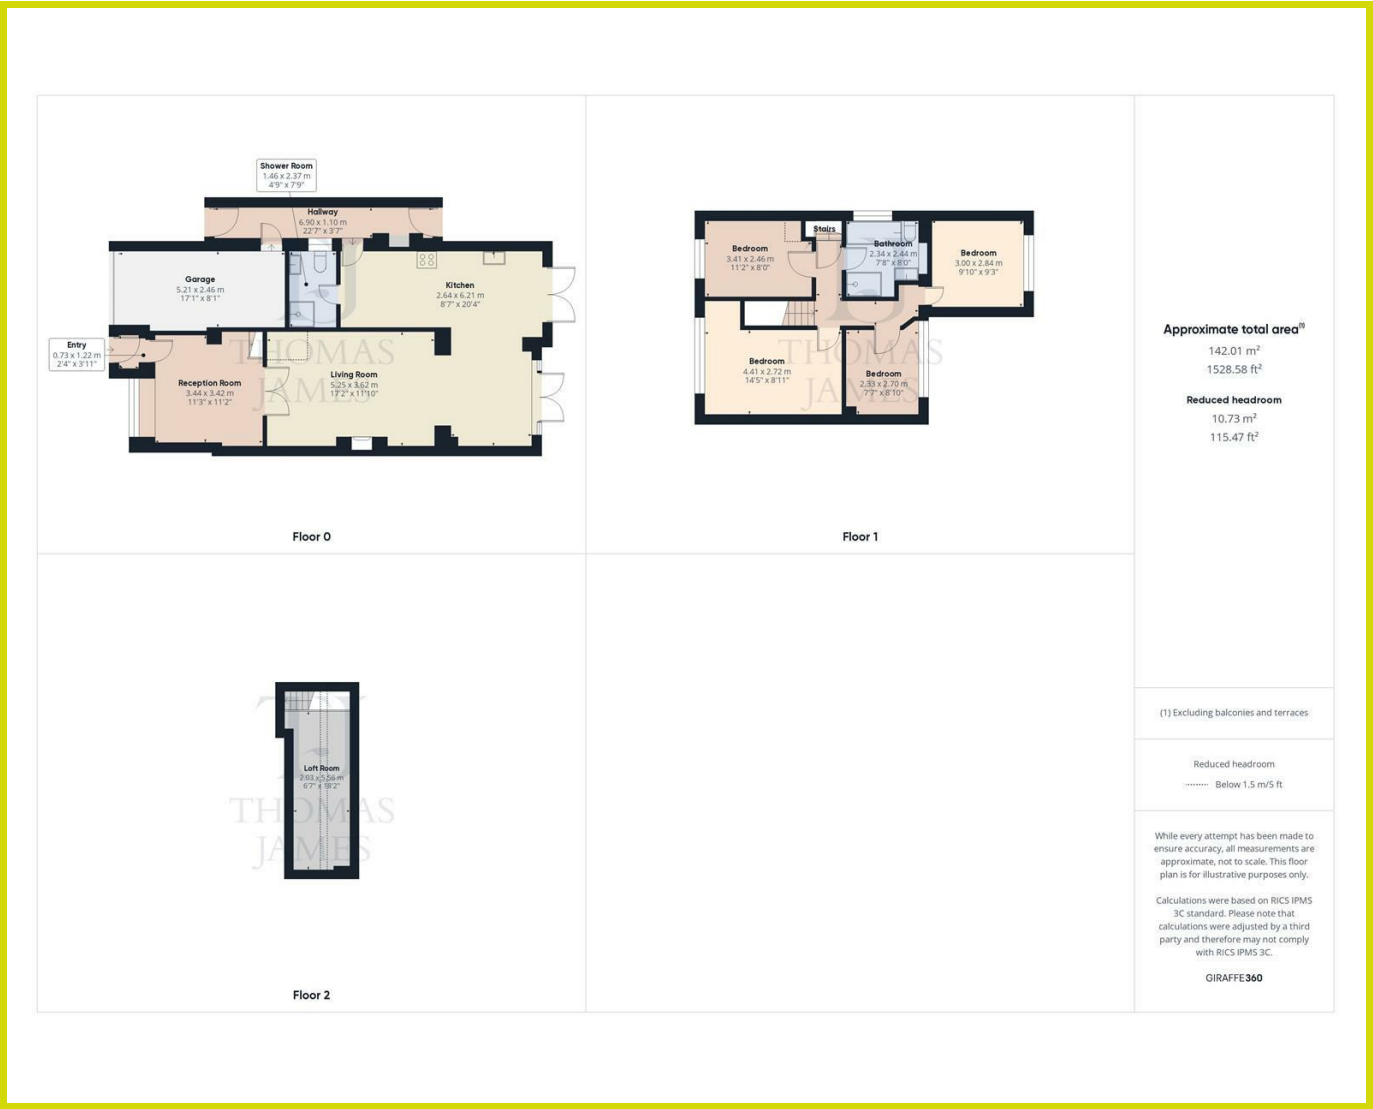 Shower Room
1.46 x 2.37 m
4'9" x 7'9"
Hallway
6.90 x 1.10 m
22'7" x 3'7"
Garage
5.21 x 2.46 m
17'1" x 8'1"
Kitchen
2.64 x 6.21 m
8'7" x 20'4"
Entry
0.73 x 1.22 m
2'4" x 3'11"
Reception Room
3.44 x 3.42 m
11'3" x 11'2"
Living Room
5.25 x 3.62 m
17'2" x 11'10"
THOMAS
JAMES
Floor 0
Stairs
Bedroom
3.41 x 2.46 m
11'2" x 8'0"
Bathroom
2.34 x 2.44 m
7'8" x 8'0"
Bedroom
3.00 x 2.84 m
9'10" x 9'3"
Bedroom
4.41 x 2.72 m
14'5" x 8'11"
Bedroom
2.33 x 2.70 m
7'7" x 8'10"
THOMAS
JAMES
Floor 1
Loft Room
2.03 x 5.56 m
6'7" x 18'2"
THOMAS
JAMES
Floor 2
Approximate total area(1)
142.01 m²
1528.58 ft²
Reduced headroom
10.73 m²
115.47 ft²
(1) Excluding balconies and terraces
Reduced headroom
Below 1.5 m/5 ft
While every attempt has been made to
ensure accuracy, all measurements are
approximate, not to scale. This floor
plan is for illustrative purposes only.
Calculations were based on RICS IPMS
3C standard. Please note that
calculations were adjusted by a third
party and therefore may not comply
with RICS IPMS 3C.
GIRAFFE360